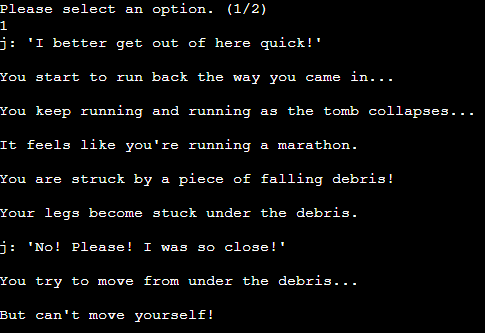 Please select an option. (1/2)
1
j: 'I better get out of here quick!'
You start to run back the way you came in...
You keep running and running as the tomb collapses...
It feels like you're running a marathon.
You are struck by a piece of falling debris!
Your legs become stuck under the debris.
j: 'No! Please! I was so close!'
You try to move from under the debris...
But can't move yourself!